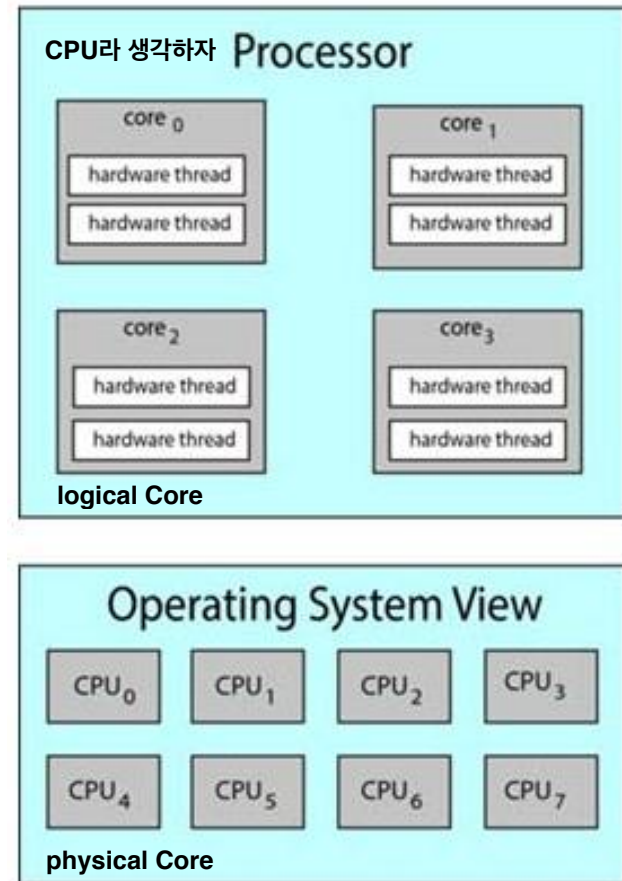 CPU라 생각하자 Processor
core 0
hardware thread
hardware thread
core 1
hardware thread
hardware thread
core 2
hardware thread
hardware thread
core 3
hardware thread
hardware thread
logical Core
Operating System View
CPU0 CPU1 CPU2 CPU3
CPU4 CPU5 CPU6 CPU7
physical Core